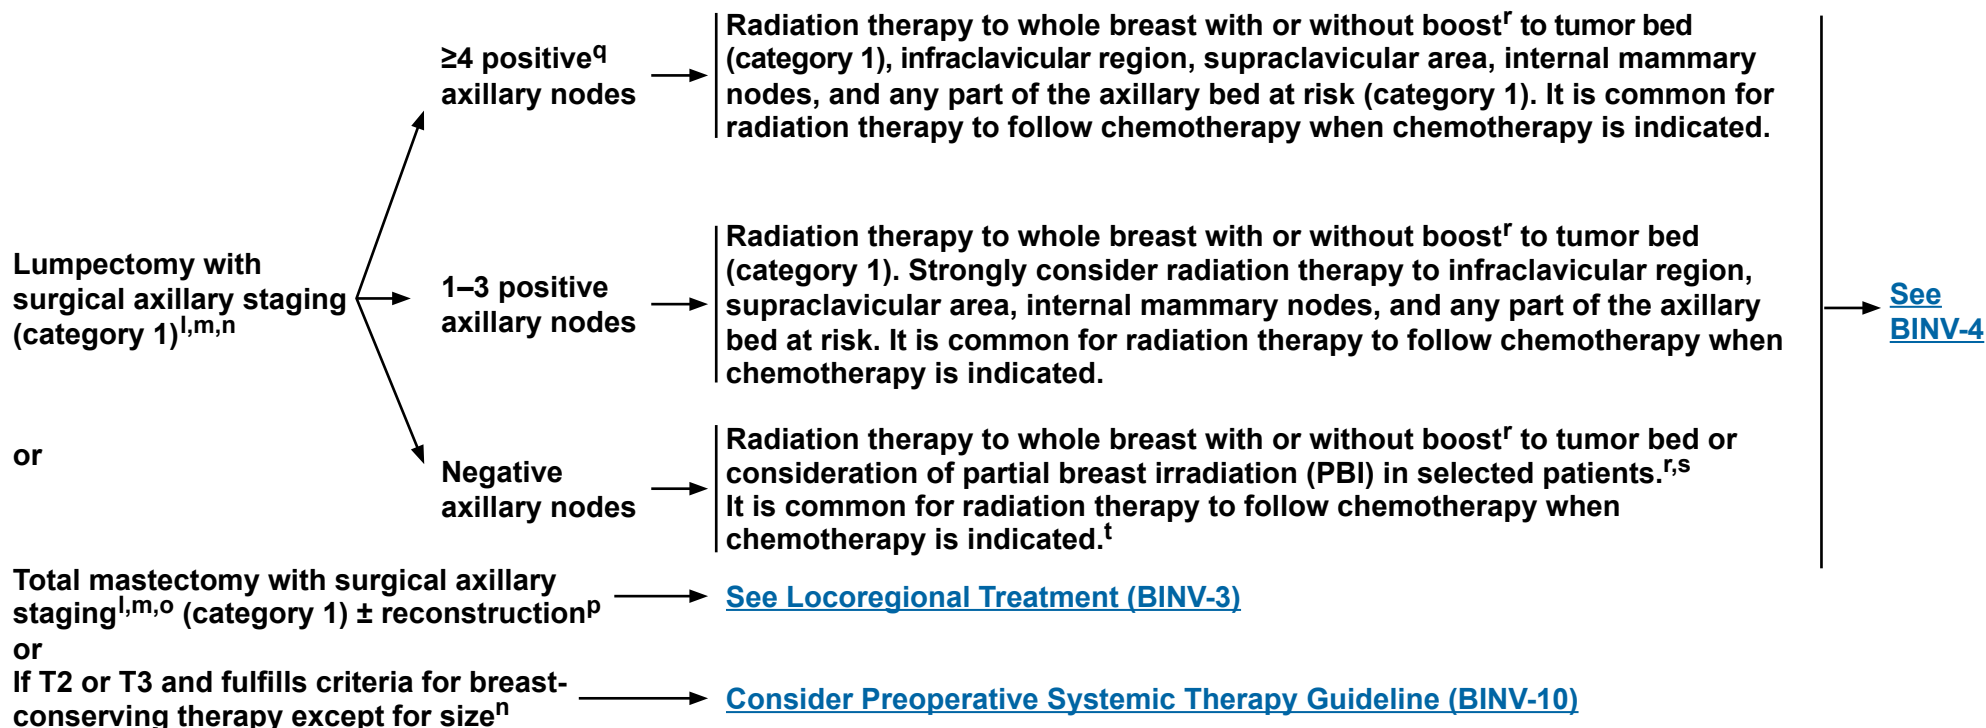 ≥4 positiveq
axillary nodes
Radiation therapy to whole breast with or without boostr to tumor bed
(category 1), infraclavicular region, supraclavicular area, internal mammary
nodes, and any part of the axillary bed at risk (category 1). It is common for
radiation therapy to follow chemotherapy when chemotherapy is indicated.
Lumpectomy with
surgical axillary staging
(category 1)l,m,n
1–3 positive
axillary nodes
Radiation therapy to whole breast with or without boostr to tumor bed
(category 1). Strongly consider radiation therapy to infraclavicular region,
supraclavicular area, internal mammary nodes, and any part of the axillary
bed at risk. It is common for radiation therapy to follow chemotherapy when
chemotherapy is indicated.
See
BINV-4
or
Negative
axillary nodes
Radiation therapy to whole breast with or without boostr to tumor bed or
consideration of partial breast irradiation (PBI) in selected patients.r,s
It is common for radiation therapy to follow chemotherapy when
chemotherapy is indicated.t
Total mastectomy with surgical axillary
staging l,m,o (category 1) ± reconstructionp
See Locoregional Treatment (BINV-3)
or
If T2 or T3 and fulfills criteria for breast-
conserving therapy except for sizen
Consider Preoperative Systemic Therapy Guideline (BINV-10)